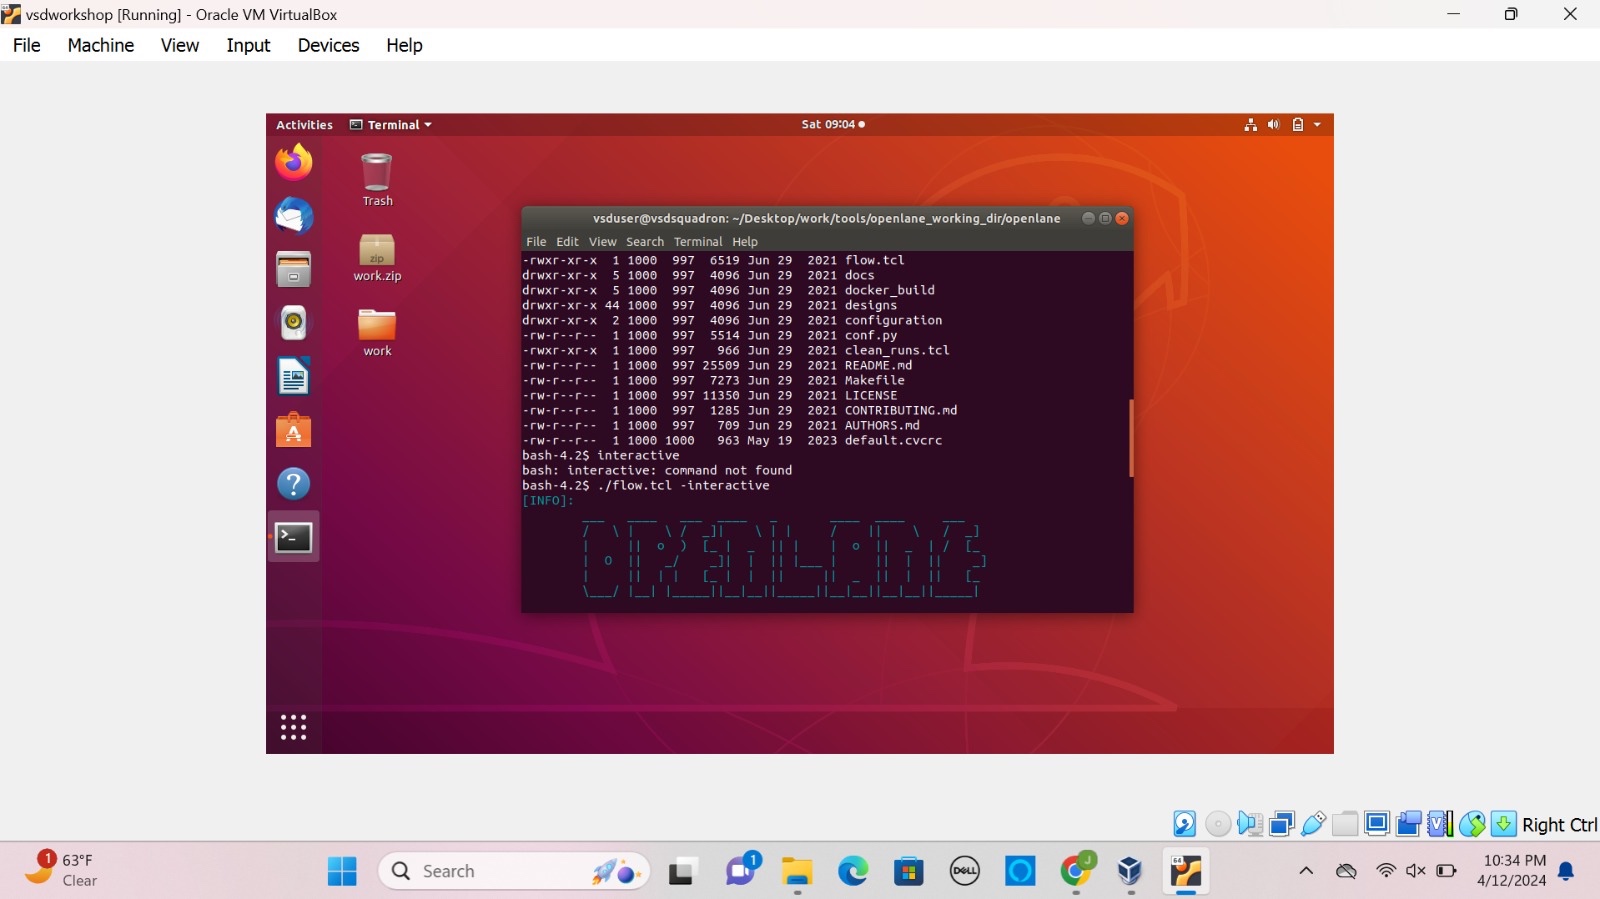 vsdworkshop [Running] - Oracle VM VirtualBox
File Machine View Input Devices Help
Activities Terminal Sat 09:04
Trash
work.zip
work
vsduser@vsdsquadron: ~/Desktop/work/tools/openlane_working_dir/openlane
File Edit View Search Terminal Help
-rwxr-xr-x 1 1000 997 6519 Jun 29 2021 flow.tcl
drwxr-xr-x 5 1000 997 4096 Jun 29 2021 docs
drwxr-xr-x 5 1000 997 4096 Jun 29 2021 docker_build
drwxr-xr-x 44 1000 997 4096 Jun 29 2021 designs
drwxr-xr-x 2 1000 997 4096 Jun 29 2021 configuration
-rw-r--r-- 1 1000 997 5514 Jun 29 2021 conf.py
-rwxr-xr-x 1 1000 997 966 Jun 29 2021 clean_runs.tcl
-rw-r--r-- 1 1000 997 25509 Jun 29 2021 README.md
-rw-r--r-- 1 1000 997 7273 Jun 29 2021 Makefile
-rw-r--r-- 1 1000 997 11350 Jun 29 2021 LICENSE
-rw-r--r-- 1 1000 997 1285 Jun 29 2021 CONTRIBUTING.md
-rw-r--r-- 1 1000 997 709 Jun 29 2021 AUTHORS.md
-rw-r--r-- 1 1000 1000 963 May 19 2023 default.cvcrc
bash-4.2$ interactive
bash: interactive: command not found
bash-4.2$ ./flow.tcl -interactive
[INFO]:
OPENLANE
Right Ctrl
1
63°F
Clear
Search
1
DELL
J
64
10:34 PM
4/12/2024